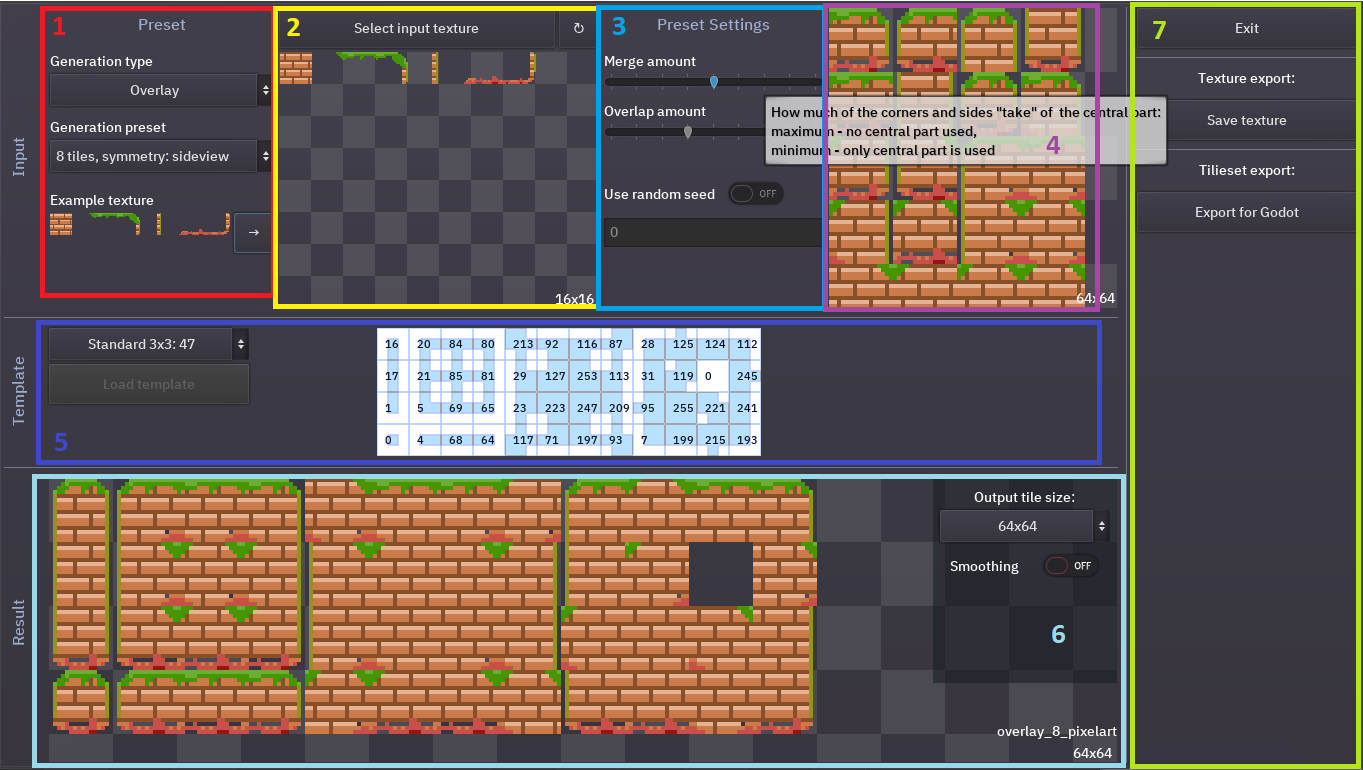 1
Preset
Generation type
Overlay
Generation preset
8 tiles, symmetry: sideview
Example texture
→
Input
2
Select input texture
↻
16x16
3
Preset Settings
Merge amount
Overlap amount
Use random seed
OFF
0
How much of the corners and sides "take" of the central part:
maximum - no central part used,
minimum - only central part is used
4
64x64
7
Exit
Texture export:
Save texture
Tilieset export:
Export for Godot
Template
Standard 3x3: 47
Load template
5
16 20 84 80 213 92 116 87 28 125 124 112
17 21 85 81 29 127 253 113 31 119 0 245
1 5 69 65 23 223 247 209 95 255 221 241
0 4 68 64 117 71 197 93 7 199 215 193
Result
Output tile size:
64x64
Smoothing
OFF
6
overlay_8_pixelart
64x64